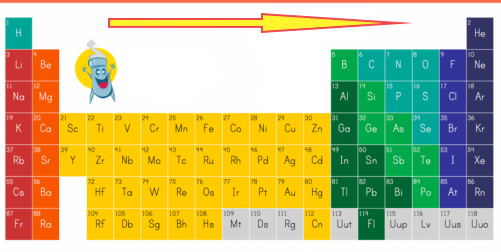 1 2
H He
3 4 5 6 7 8 9 10
Li Be B C N O F Ne
11 12 13 14 15 16 17 18
Na Mg Al Si P S Cl Ar
19 20 21 22 23 24 25 26 27 28 29 30 31 32 33 34 35 36
K Ca Sc Ti V Cr Mn Fe Co Ni Cu Zn Ga Ge As Se Br Kr
37 38 39 40 41 42 43 44 45 46 47 48 49 50 51 52 53 54
Rb Sr Y Zr Nb Mo Tc Ru Rh Pd Ag Cd In Sn Sb Te I Xe
55 56 72 73 74 75 76 77 78 79 80 81 82 83 84 85 86
Cs Ba Hf Ta W Re Os Ir Pt Au Hg Tl Pb Bi Po At Rn
87 88 104 105 106 107 108 109 110 111 112 113 114 115 116 117 118
Fr Ra Rf Db Sg Bh Hs Mt Ds Rg Cn Uut Fl Uup Lv Uus Uuo